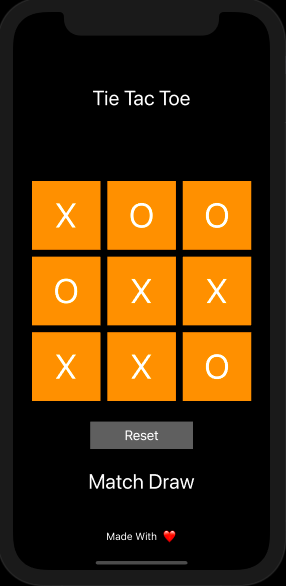 Tie Tac Toe
X O O
O X X
X X O
Reset
Match Draw
Made With ❤️